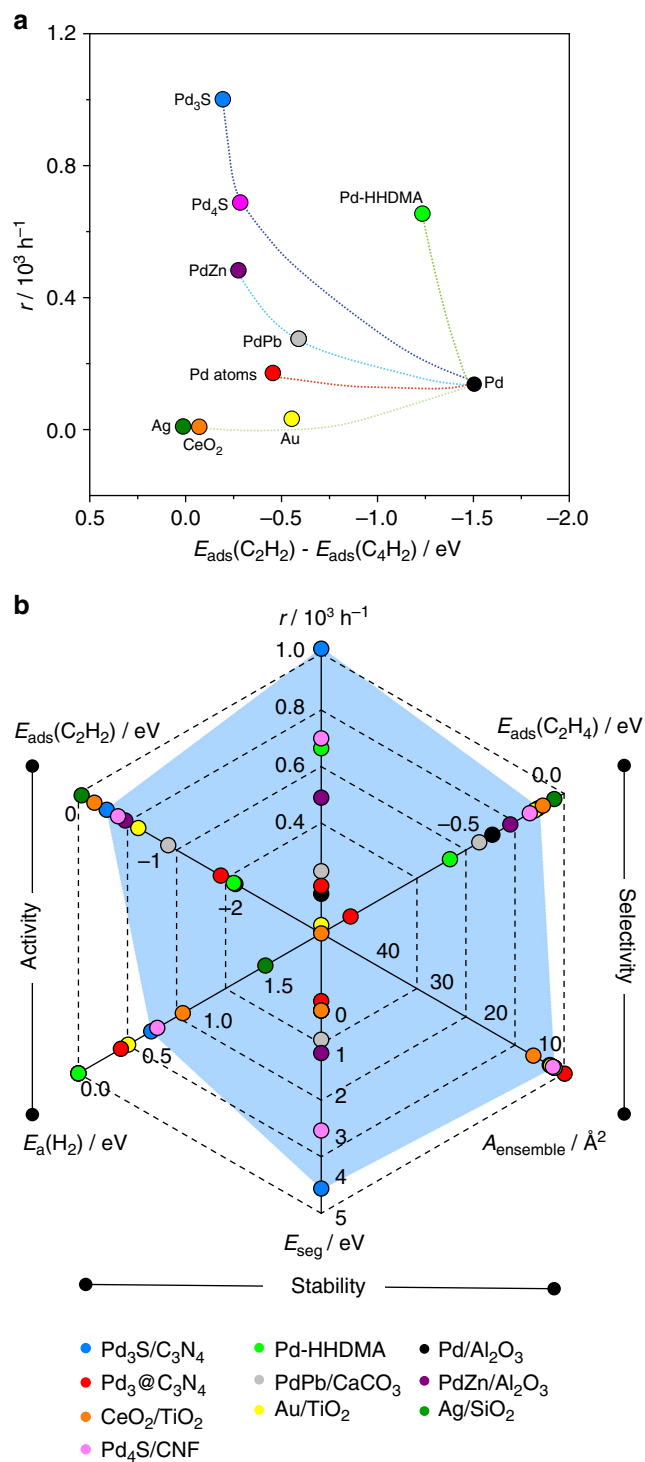 a
1.2
Pd₃S
0.8
Pd₄S
Pd-HHDMA
r / 10³ h⁻¹
PdZn
0.4
PdPb
Pd atoms
Pd
0.0
Ag
CeO₂
Au
0.5 0.0 –0.5 –1.0 –1.5 –2.0
Eads(C₂H₂) - Eads(C₄H₂) / eV
b
r / 10³ h⁻¹
1.0
0.8
0.6
0.4
Eads(C₂H₂) / eV
0
–1
–2
Eads(C₂H₄) / eV
0.0
–0.5
Activity
Selectivity
40
30
20
10
1.5
1.0
0.5
0.0
0
1
2
3
4
5
Ea(H₂) / eV
Aensemble / Å²
Eseg / eV
Stability
Pd₃S/C₃N₄
Pd-HHDMA
Pd/Al₂O₃
Pd₃@C₃N₄
PdPb/CaCO₃
PdZn/Al₂O₃
CeO₂/TiO₂
Au/TiO₂
Ag/SiO₂
Pd₄S/CNF